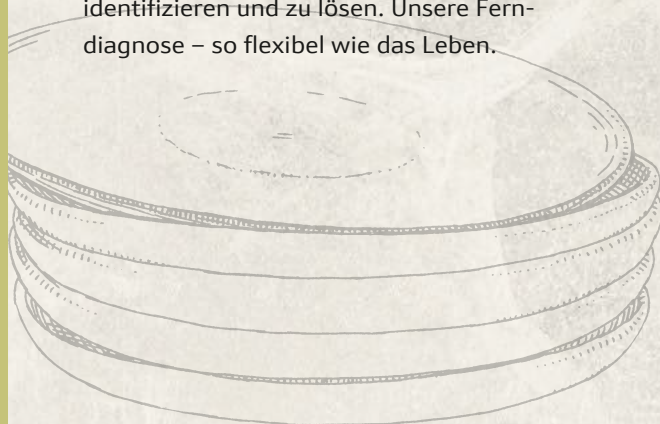 identifizieren und zu lösen. Unsere Fern-
diagnose – so flexibel wie das Leben.